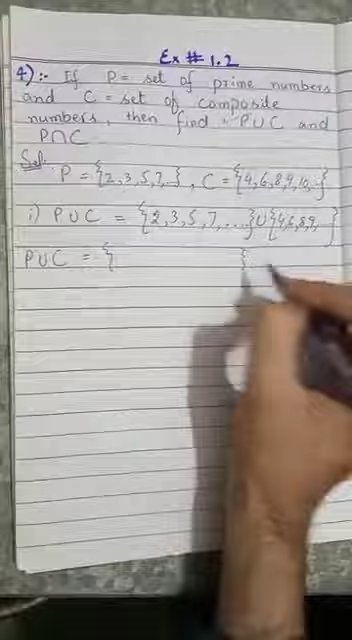 Ex # 1.2
4):- If P = set of prime numbers
and C = set of composite
numbers, then find :- P∪C and
P∩C.
Sol:
P = {2,3,5,7,..}, C = {4,6,8,9,10,..}
i) P∪C = {2,3,5,7,....}∪{4,6,8,9,..}
P∪C = { }